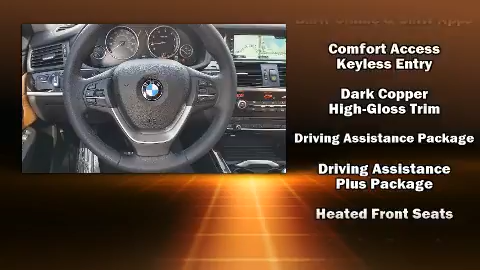 Comfort Access
Keyless Entry
Dark Copper
High-Gloss Trim
Driving Assistance Package
Driving Assistance
Plus Package
Heated Front Seats